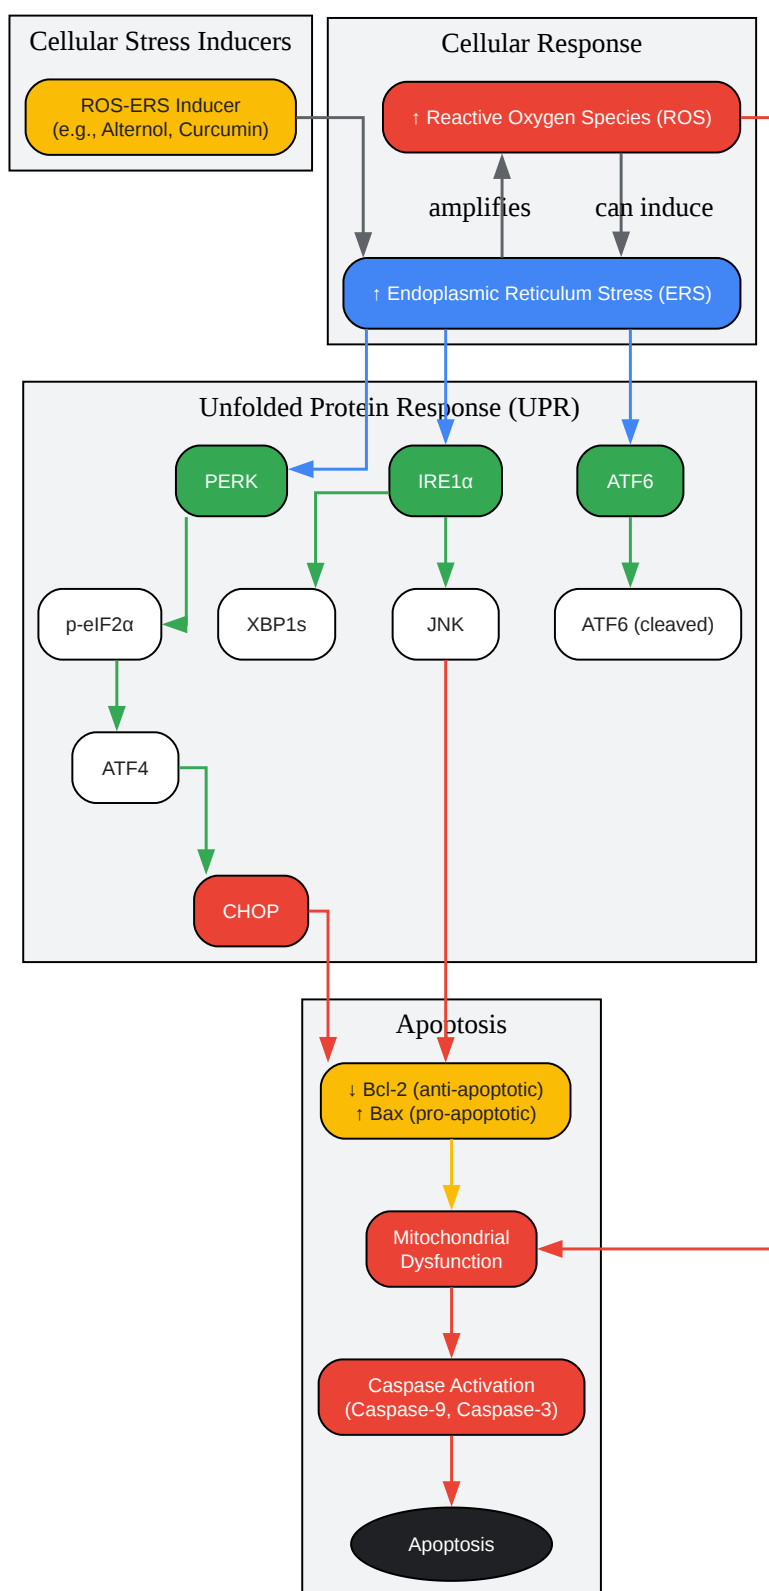 Cellular Stress Inducers
ROS-ERS Inducer
(e.g., Alternol, Curcumin)
Cellular Response
↑ Reactive Oxygen Species (ROS)
amplifies
can induce
↑ Endoplasmic Reticulum Stress (ERS)
Unfolded Protein Response (UPR)
PERK
IRE1α
ATF6
p-eIF2α
XBP1s
JNK
ATF6 (cleaved)
ATF4
CHOP
Apoptosis
↓ Bcl-2 (anti-apoptotic)
↑ Bax (pro-apoptotic)
Mitochondrial
Dysfunction
Caspase Activation
(Caspase-9, Caspase-3)
Apoptosis